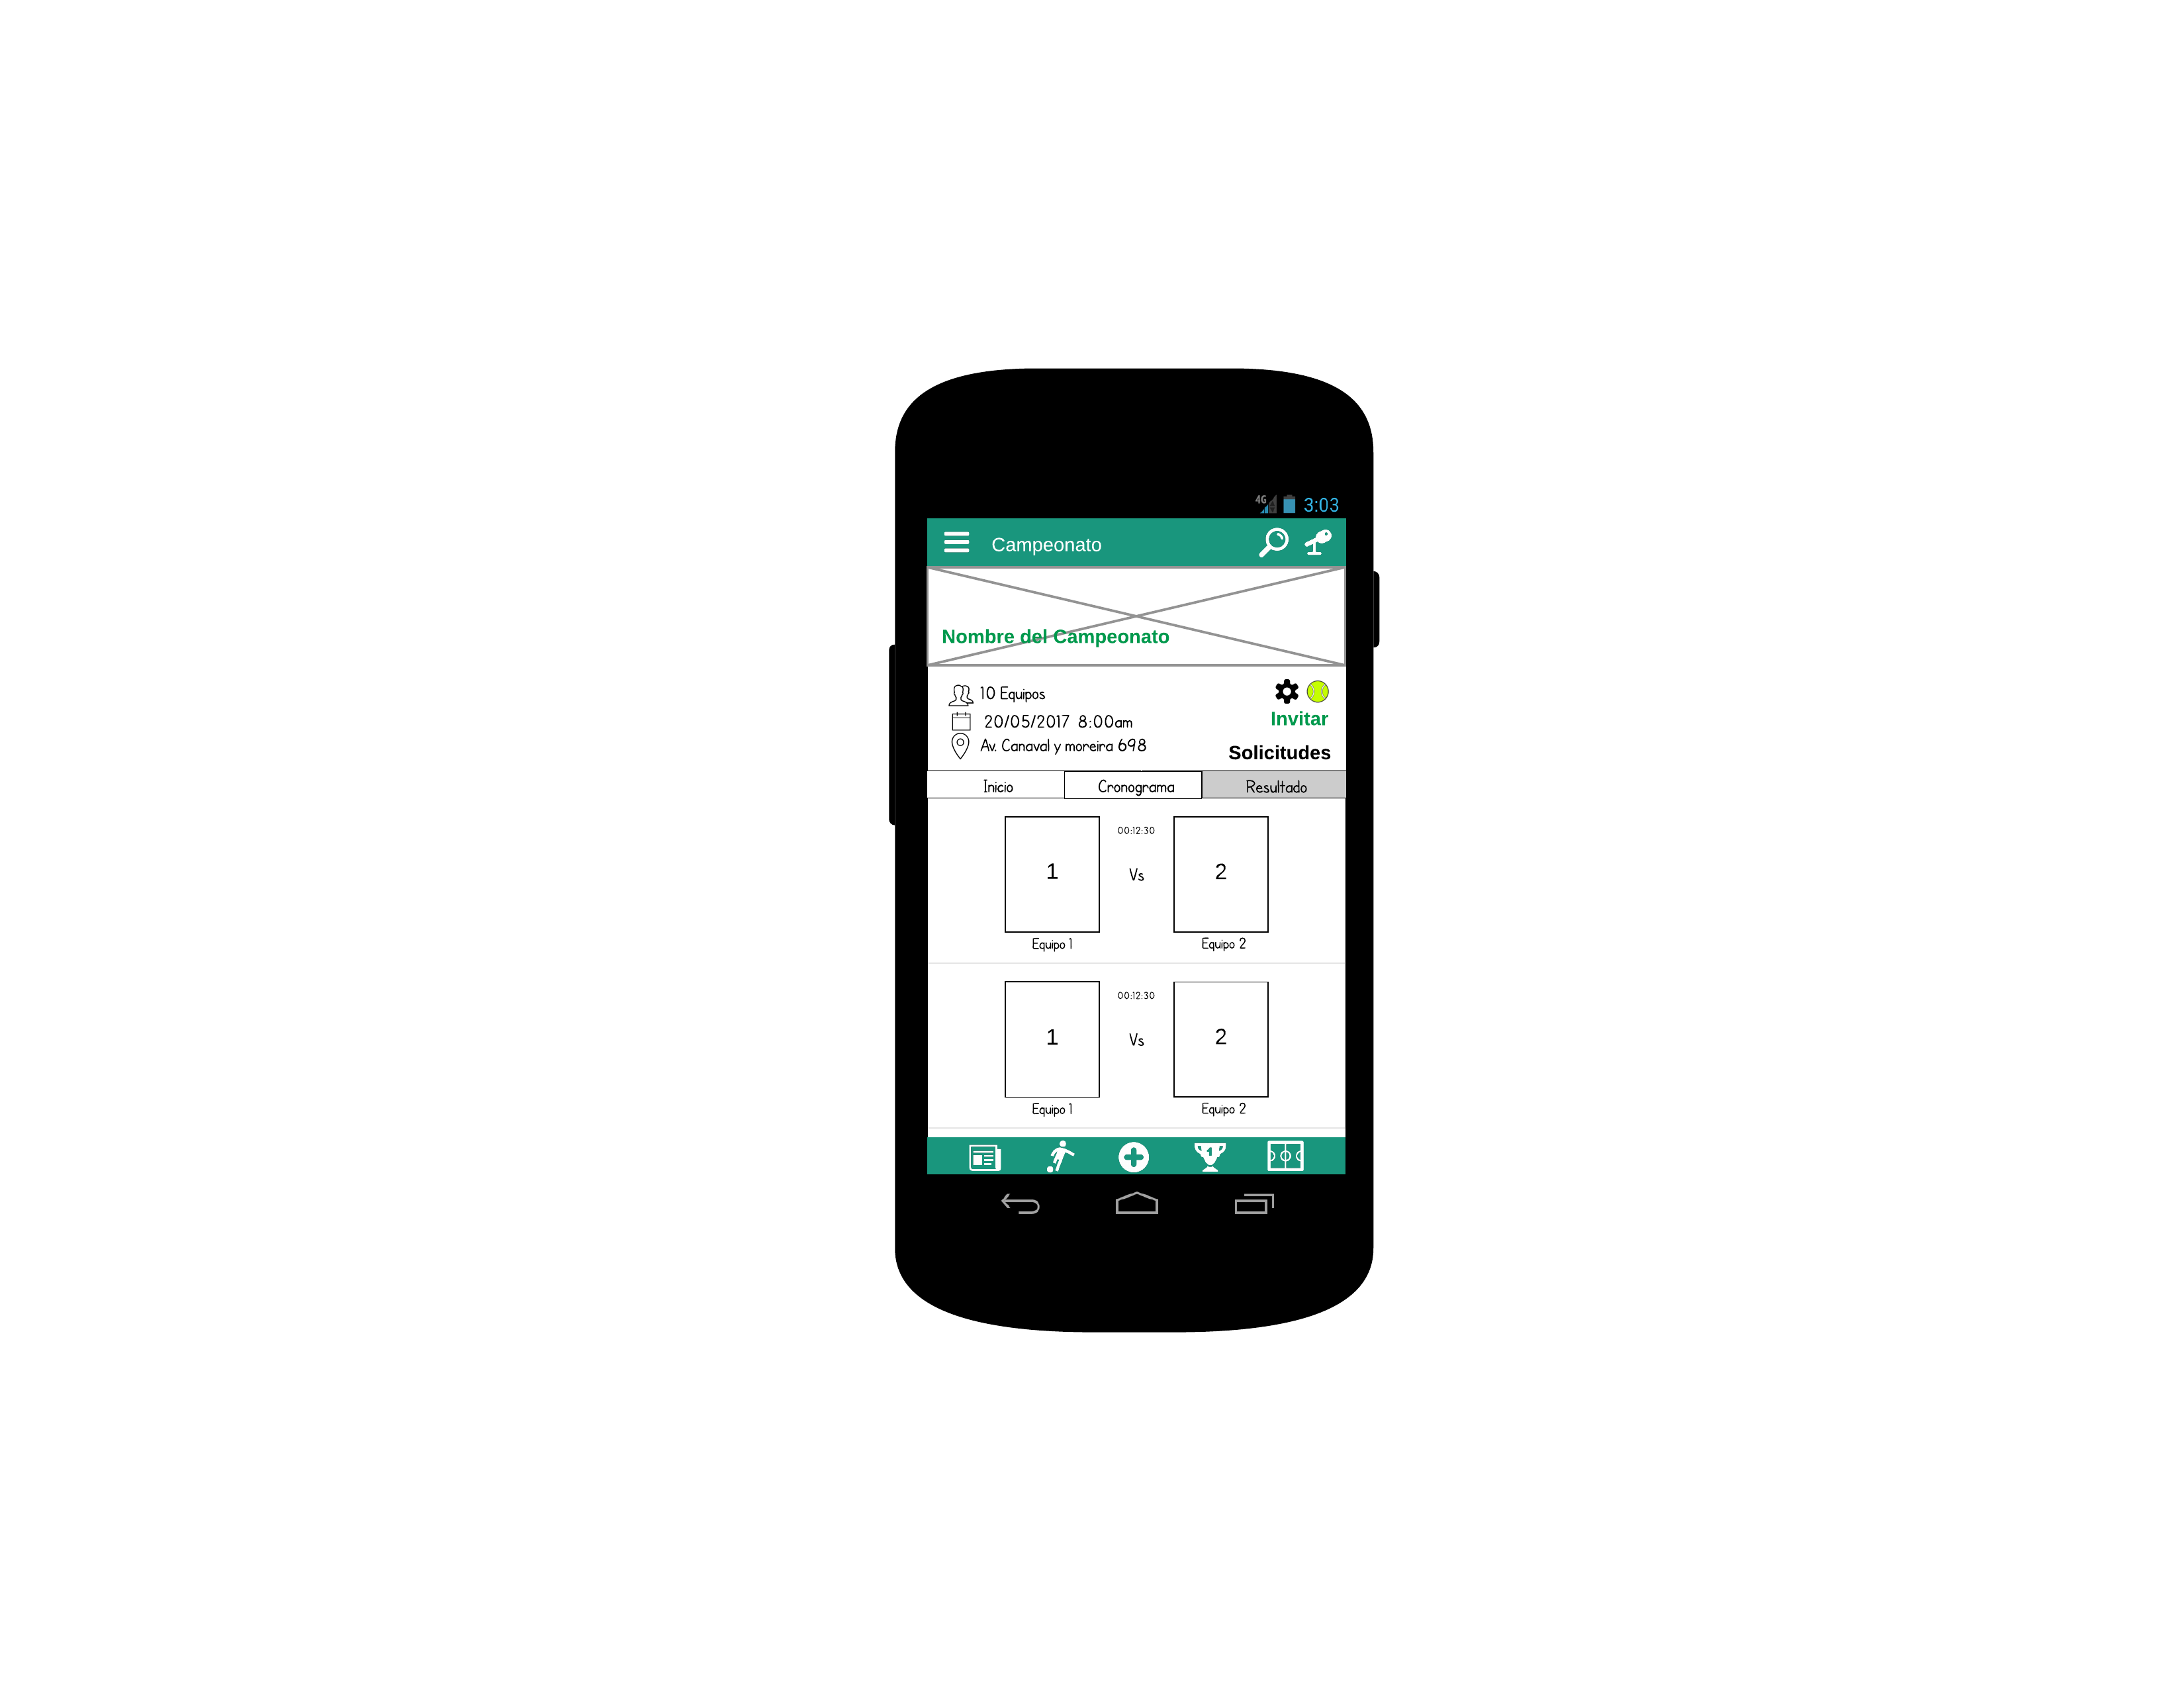 4G 3:03
Campeonato
Nombre del Campeonato
10 Equipos
20/05/2017 8:00am
Invitar
Av. Canaval y moreira 698
Solicitudes
Inicio Cronograma Resultado
00:12:30
1 Vs 2
Equipo 1 Equipo 2
00:12:30
1 Vs 2
Equipo 1 Equipo 2
1